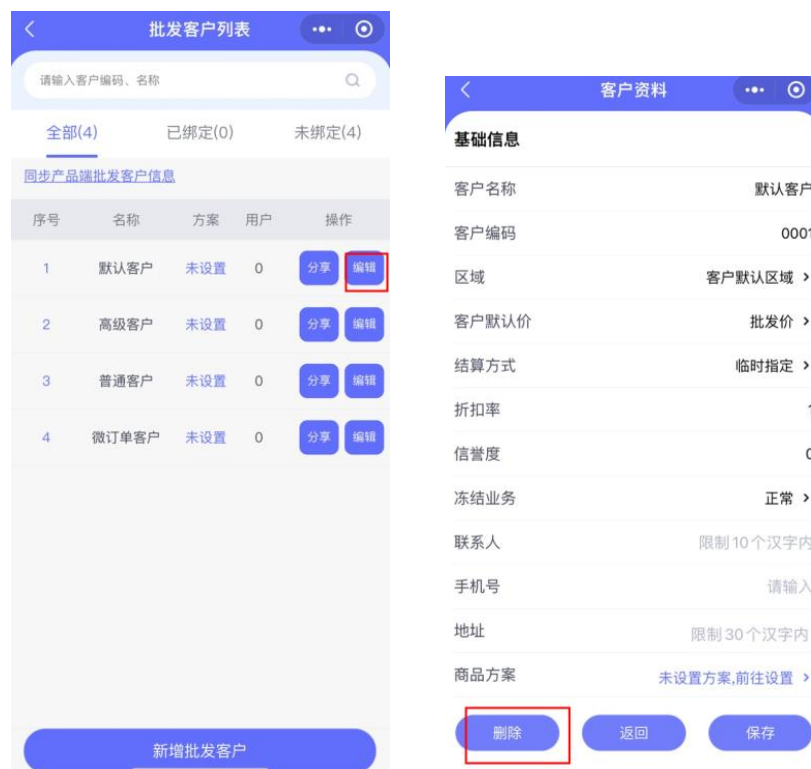 批发客户列表
请输入客户编码、名称
全部(4) 已绑定(0) 未绑定(4)
同步产品端批发客户信息
序号 名称 方案 用户 操作
1 默认客户 未设置 0 分享 编辑
2 高级客户 未设置 0 分享 编辑
3 普通客户 未设置 0 分享 编辑
4 微订单客户 未设置 0 分享 编辑
新增批发客户
客户资料
基础信息
客户名称 默认客户
客户编码 0001
区域 客户默认区域
客户默认价 批发价
结算方式 临时指定
折扣率 1
信誉度 0
冻结业务 正常
联系人 限制10个汉字内
手机号 请输入
地址 限制30个汉字内
商品方案 未设置方案,前往设置
删除 返回 保存